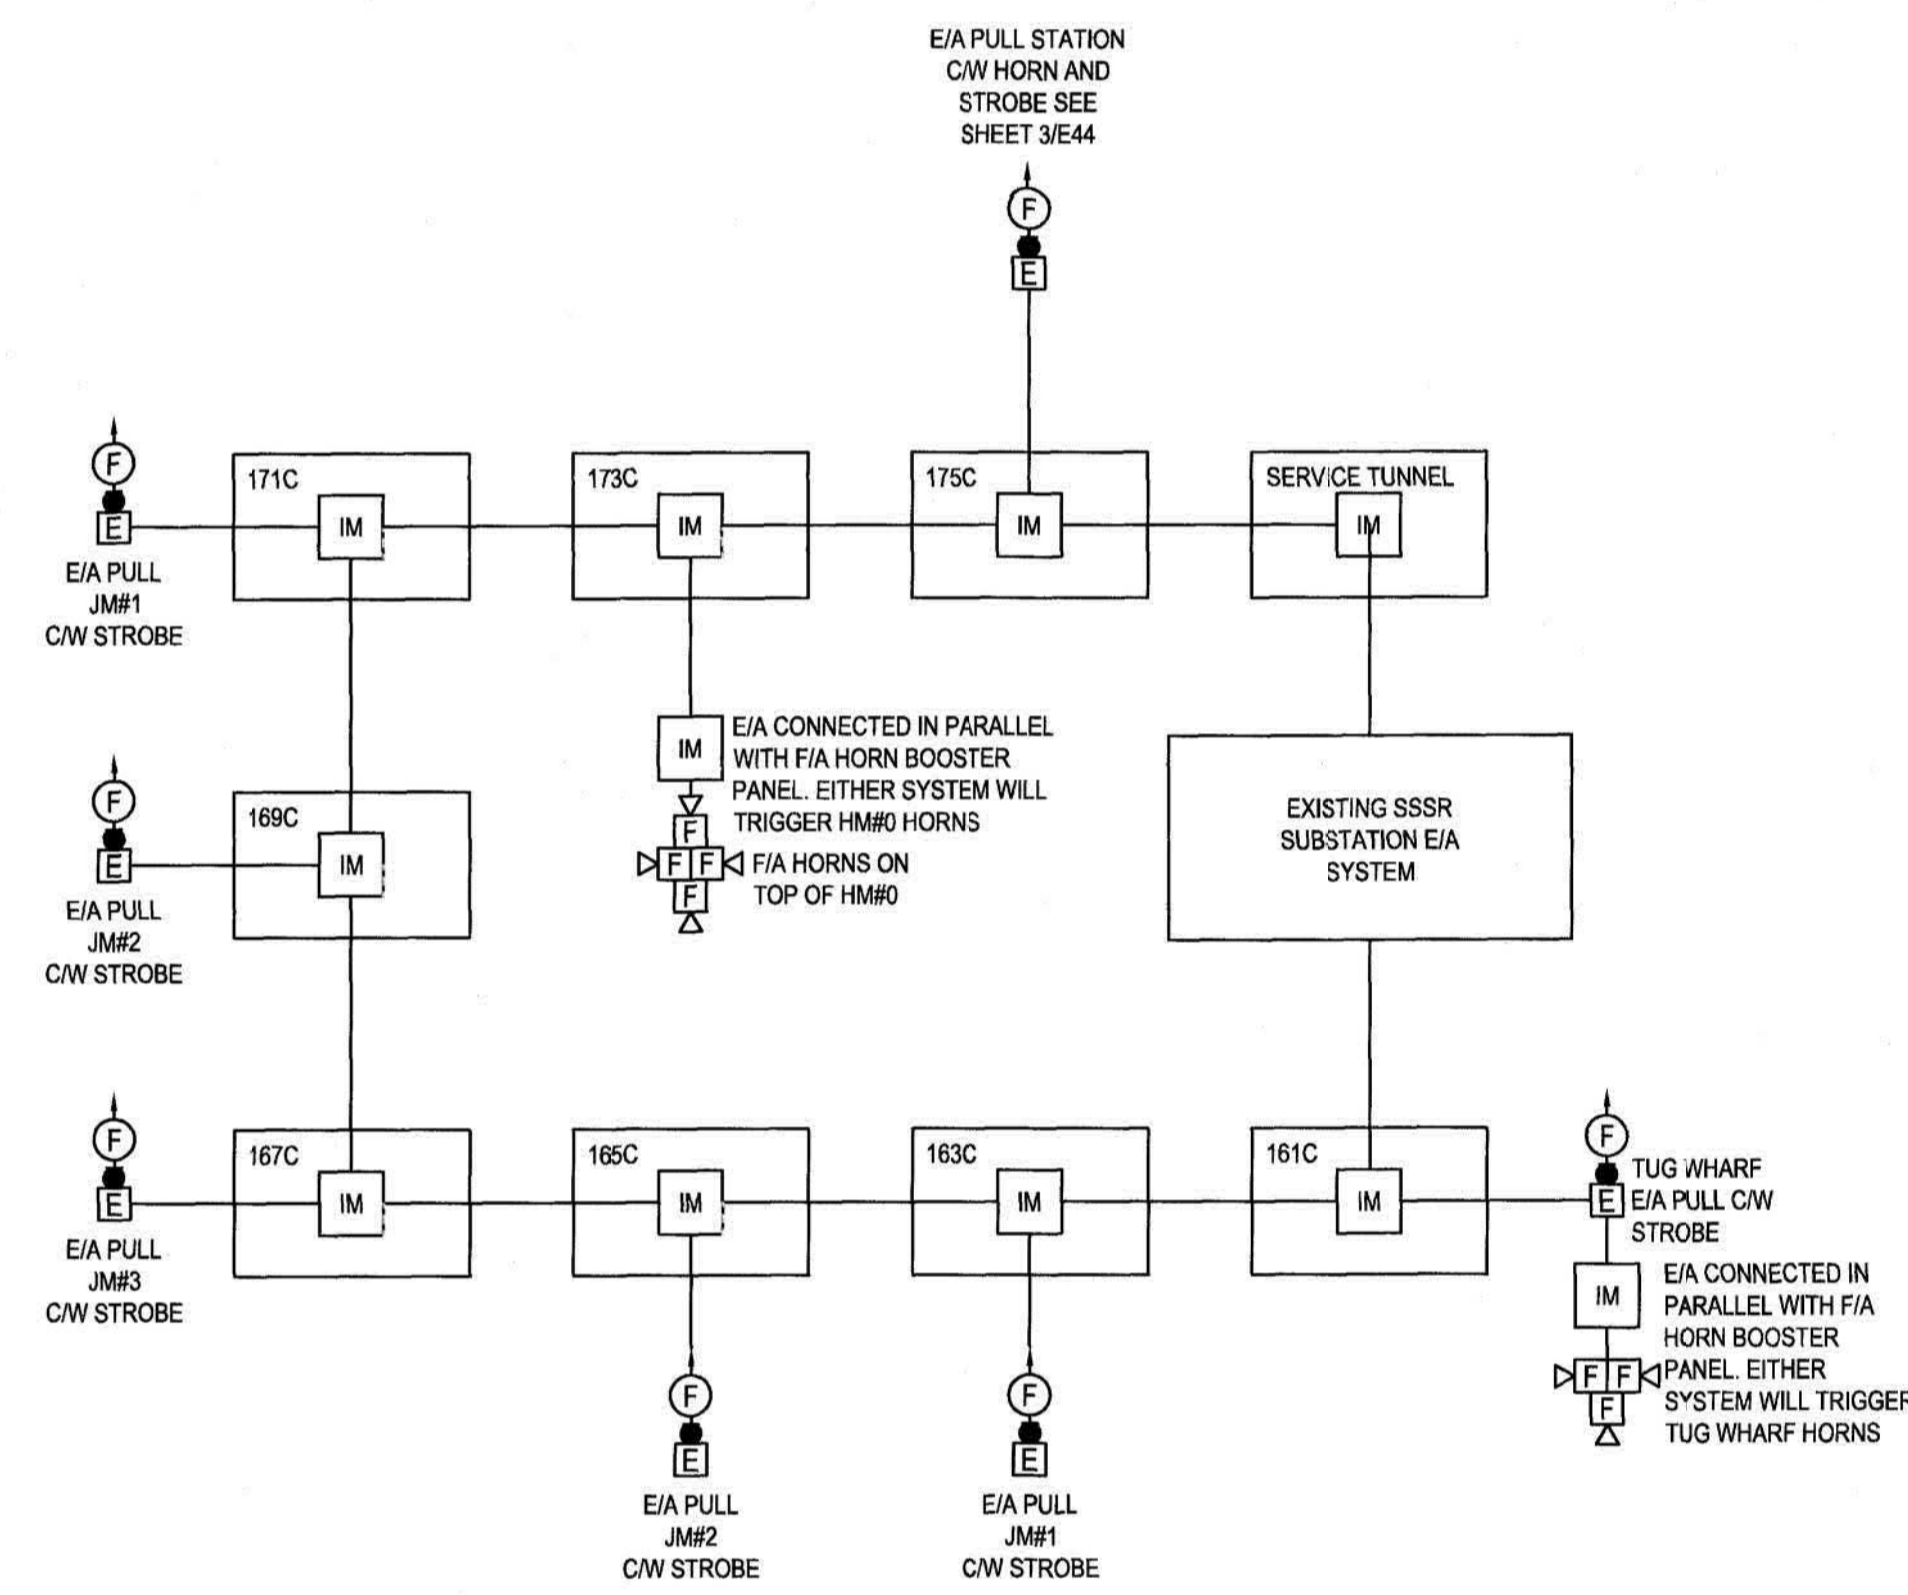 E/A PULL STATION
C/W HORN AND
STROBE SEE
SHEET 3/E44
F
E
F
E
E/A PULL
JM#1
C/W STROBE
171C
IM
173C
IM
175C
IM
SERVICE TUNNEL
IM
IM
E/A CONNECTED IN PARALLEL
WITH F/A HORN BOOSTER
PANEL. EITHER SYSTEM WILL
TRIGGER HM#0 HORNS
F
F F
F
F/A HORNS ON
TOP OF HM#0
EXISTING SSSR
SUBSTATION E/A
SYSTEM
F
E
E/A PULL
JM#2
C/W STROBE
169C
IM
F
E
E/A PULL
JM#3
C/W STROBE
167C
IM
165C
IM
163C
IM
161C
IM
F
E
TUG WHARF
E/A PULL C/W
STROBE
IM
E/A CONNECTED IN
PARALLEL WITH F/A
HORN BOOSTER
PANEL. EITHER
SYSTEM WILL TRIGGER
TUG WHARF HORNS
F F
F
F
E
E/A PULL
JM#2
C/W STROBE
F
E
E/A PULL
JM#1
C/W STROBE